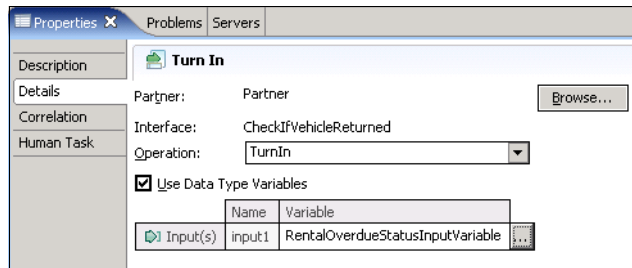 Properties Problems Servers
Description
Details
Correlation
Human Task
Turn In
Partner: Partner Browse...
Interface: CheckIfVehicleReturned
Operation: TurnIn
Use Data Type Variables
Name Variable
Input(s) input1 RentalOverdueStatusInputVariable ...